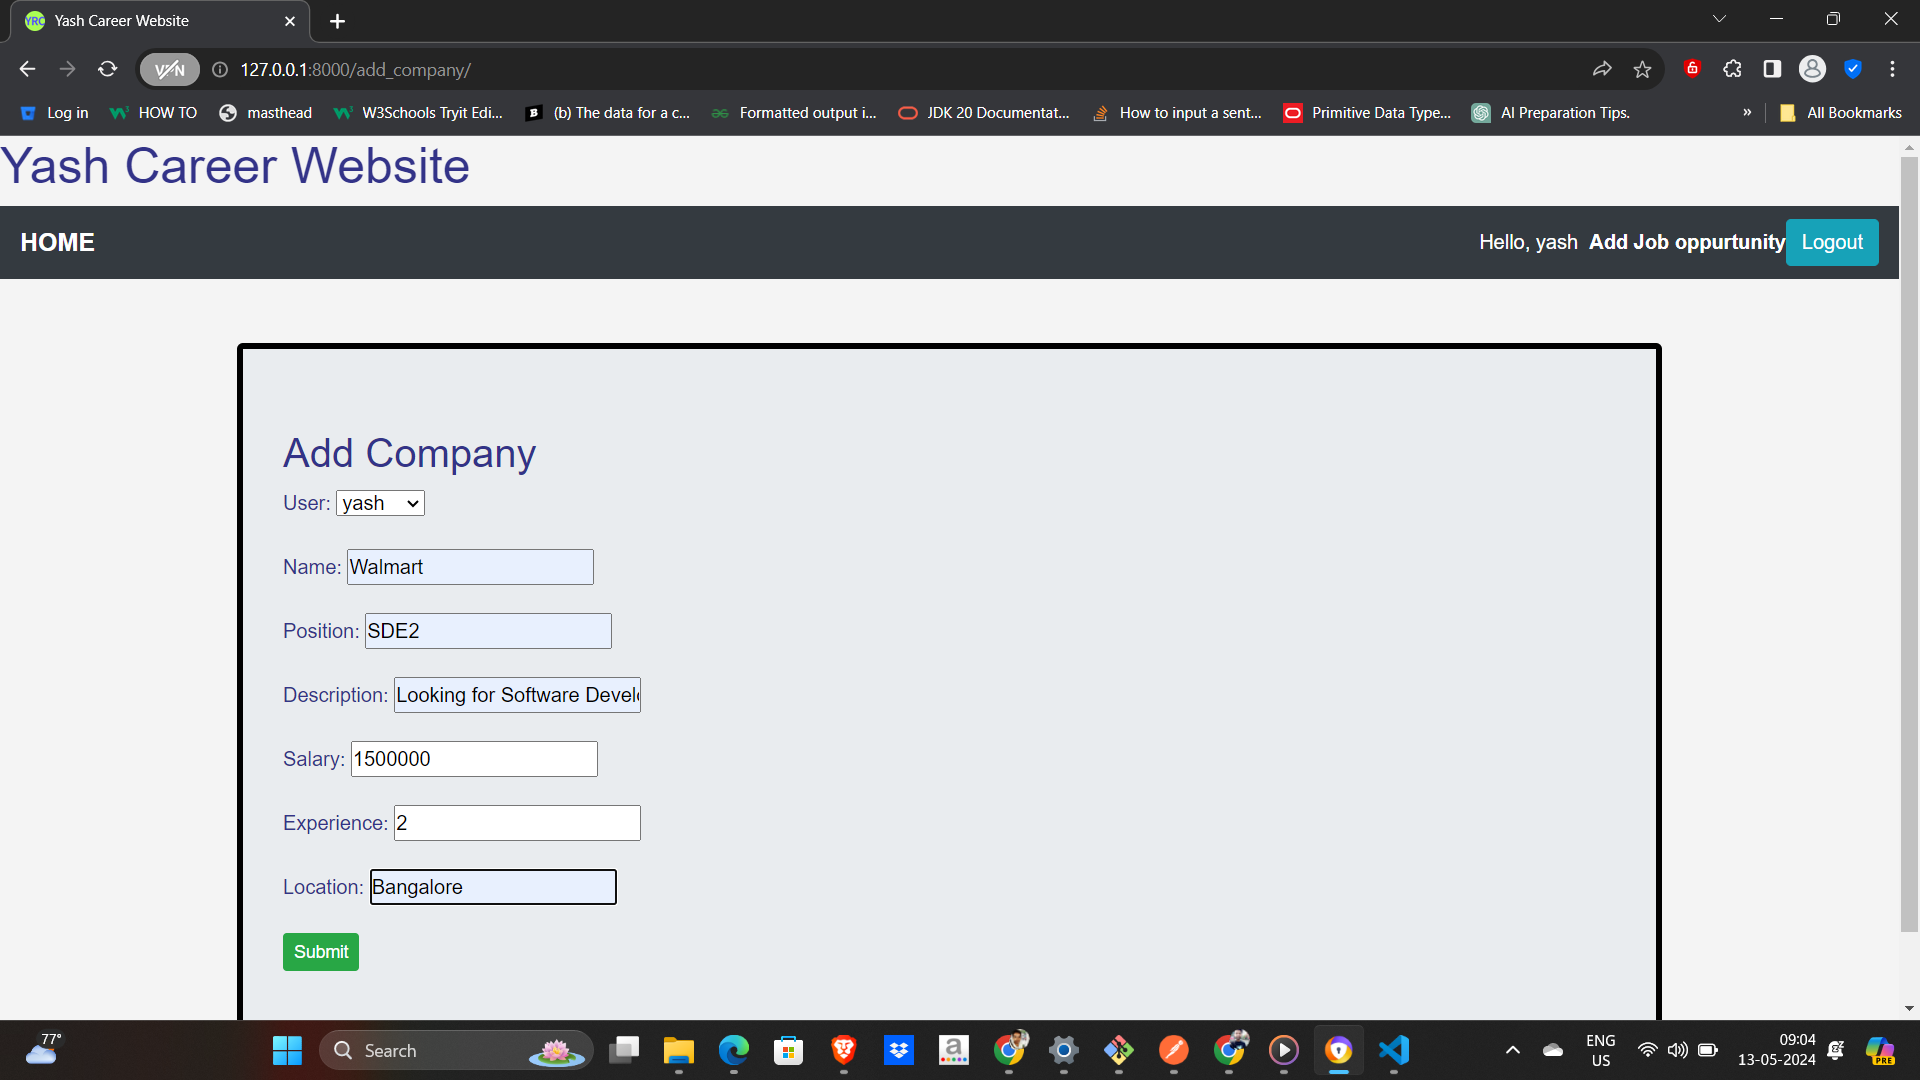 Yash Career Website
VPN
127.0.0.1:8000/add_company/
Log in
HOW TO
masthead
W3Schools Tryit Edi...
(b) The data for a c...
Formatted output i...
JDK 20 Documentat...
How to input a sent...
Primitive Data Type...
AI Preparation Tips.
»
All Bookmarks
Yash Career Website
HOME
Hello, yash
Add Job oppurtunity
Logout
Add Company
User: yash
Name: Walmart
Position: SDE2
Description: Looking for Software Devel
Salary: 1500000
Experience: 2
Location: Bangalore
Submit
77°
Search
ENG
US
09:04
13-05-2024
PRE